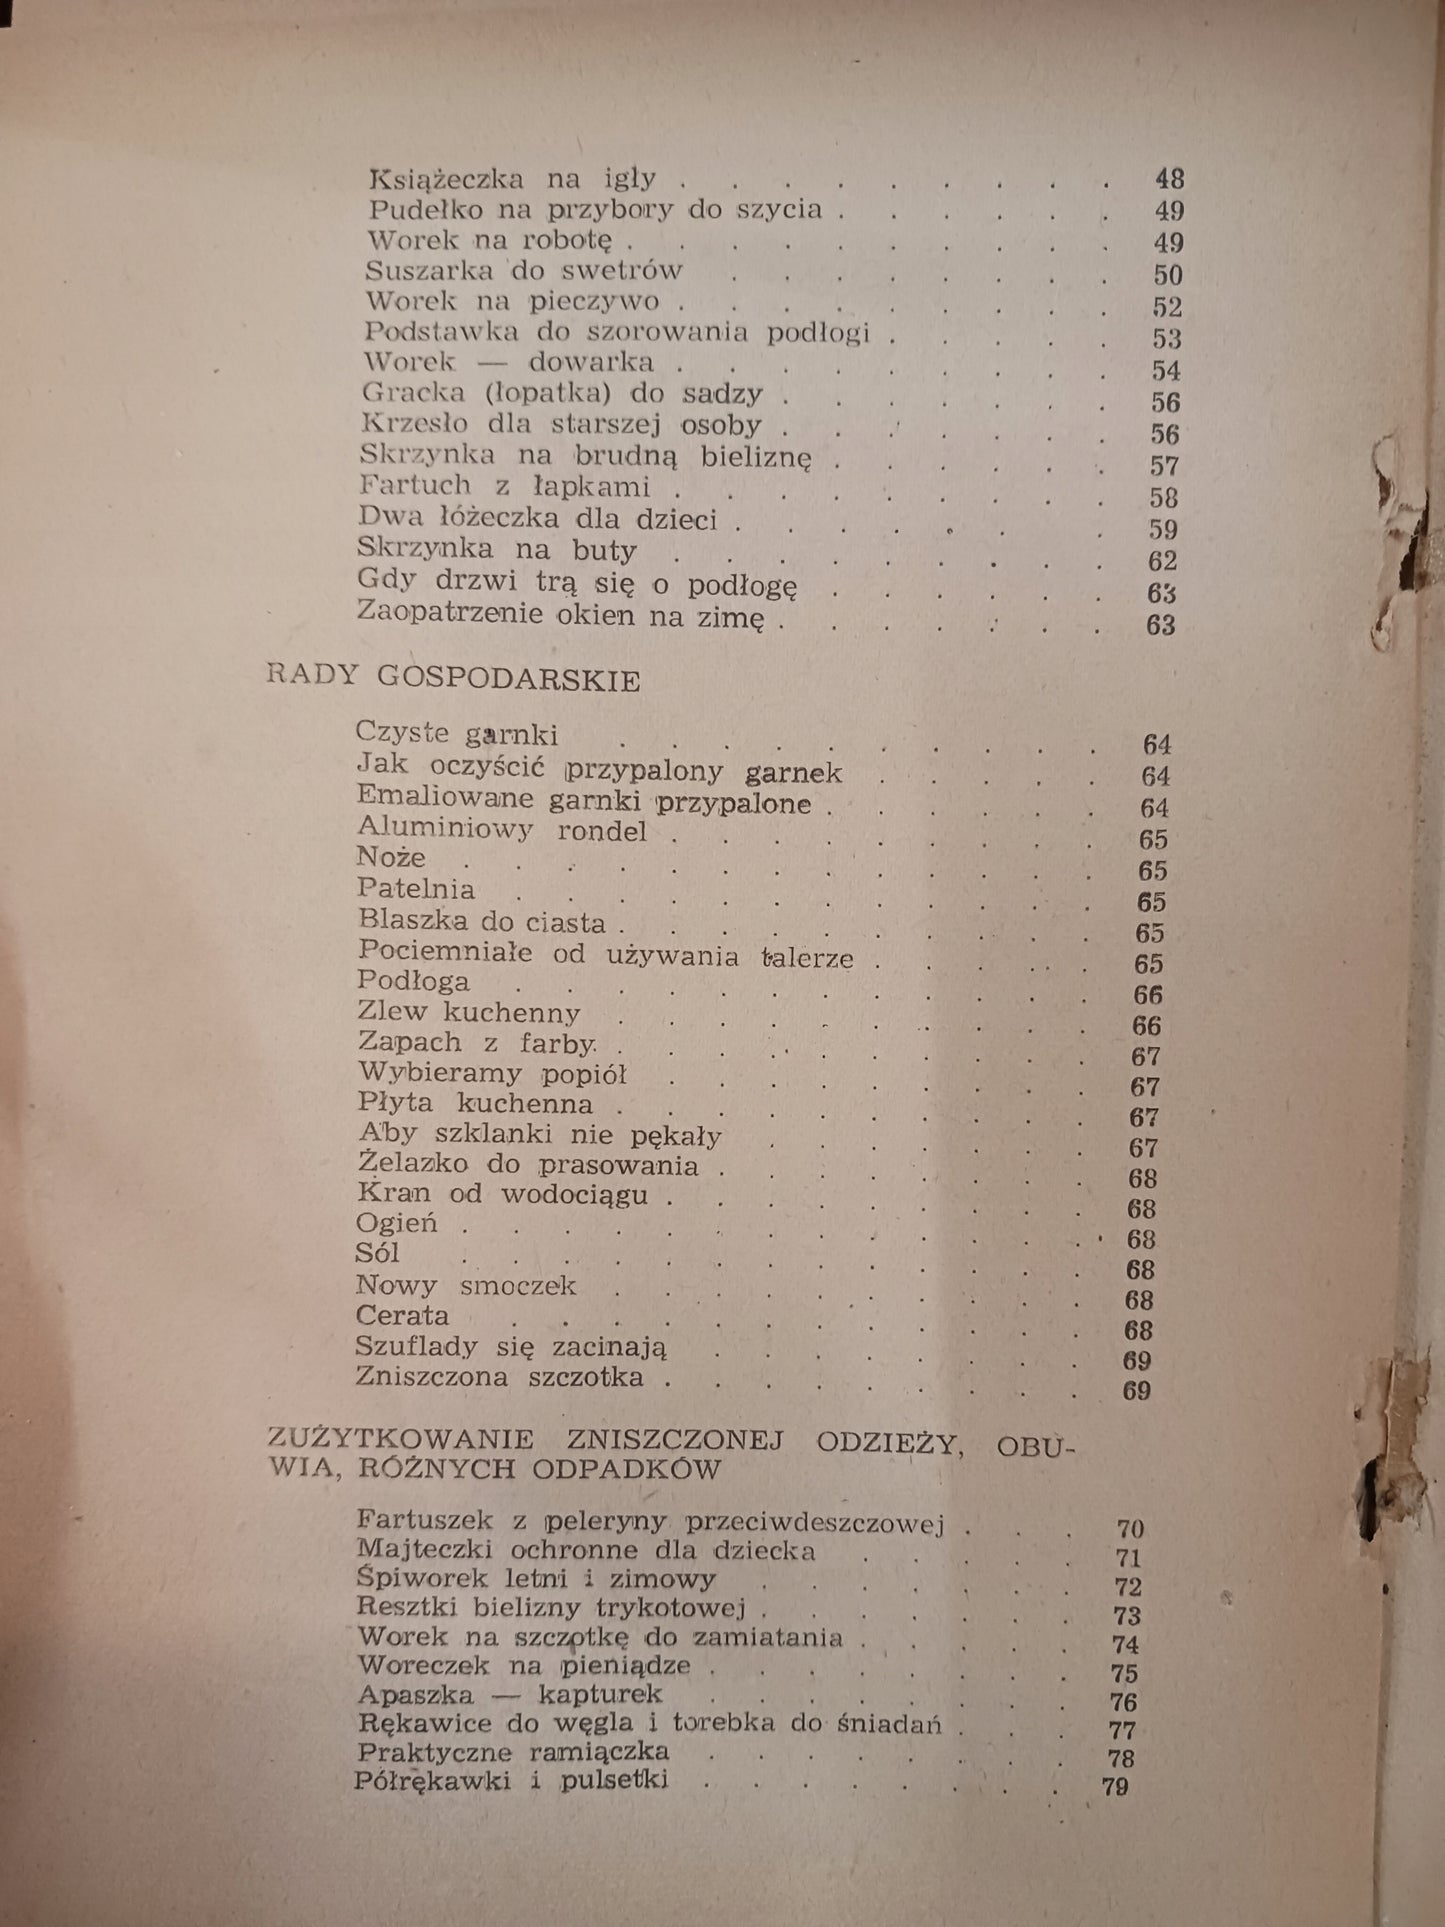 Książeczka na igły . . . . . . . . . 48
Pudełko na przybory do szycia . . . . . . 49
Worek na robotę . . . . . . . . . . 49
Suszarka do swetrów . . . . . . . . 50
Worek na pieczywo . . . . . . . . . 52
Podstawka do szorowania podłogi . . . . . 53
Worek — dowarka . . . . . . . . . 54
Gracka (łopatka) do sadzy . . . . . . . 56
Krzesło dla starszej osoby . . . . . . . 56
Skrzynka na brudną bieliznę . . . . . . 57
Fartuch z łapkami . . . . . . . . . 58
Dwa łóżeczka dla dzieci . . . . . . . 59
Skrzynka na buty . . . . . . . . . 62
Gdy drzwi trą się o podłogę . . . . . . 63
Zaopatrzenie okien na zimę . . . . . . . 63
RADY GOSPODARSKIE
Czyste garnki . . . . . . . . . . 64
Jak oczyścić przypalony garnek . . . . . 64
Emaliowane garnki przypalone . . . . . . 64
Aluminiowy rondel . . . . . . . . . 65
Noże . . . . . . . . . . . . . 65
Patelnia . . . . . . . . . . . . 65
Blaszka do ciasta . . . . . . . . . . 65
Pociemniałe od używania talerze . . . . . 65
Podłoga . . . . . . . . . . . . 66
Zlew kuchenny . . . . . . . . . . 66
Zapach z farby . . . . . . . . . . 67
Wybieramy popiół . . . . . . . . . 67
Płyta kuchenna . . . . . . . . . . 67
Aby szklanki nie pękały . . . . . . . 67
Żelazko do prasowania . . . . . . . . 68
Kran od wodociągu . . . . . . . . . 68
Ogień . . . . . . . . . . . . . 68
Sól . . . . . . . . . . . . . 68
Nowy smoczek . . . . . . . . . . 68
Cerata . . . . . . . . . . . . 68
Szuflady się zacinają . . . . . . . . 69
Zniszczona szczotka . . . . . . . . . 69
ZUŻYTKOWANIE ZNISZCZONEJ ODZIEŻY, OBU-
WIA, RÓŻNYCH ODPADKÓW
Fartuszek z peleryny przeciwdeszczowej . . . 70
Majteczki ochronne dla dziecka . . . . . 71
Śpiworek letni i zimowy . . . . . . . 72
Resztki bielizny trykotowej . . . . . . . 73
Worek na szczotkę do zamiatania . . . . . 74
Woreczek na pieniądze . . . . . . . . 75
Apaszka — kapturek . . . . . . . . 76
Rękawice do węgla i torebka do śniadań . . . 77
Praktyczne ramiączka . . . . . . . . 78
Półrękawki i pulsetki . . . . . . . . 79